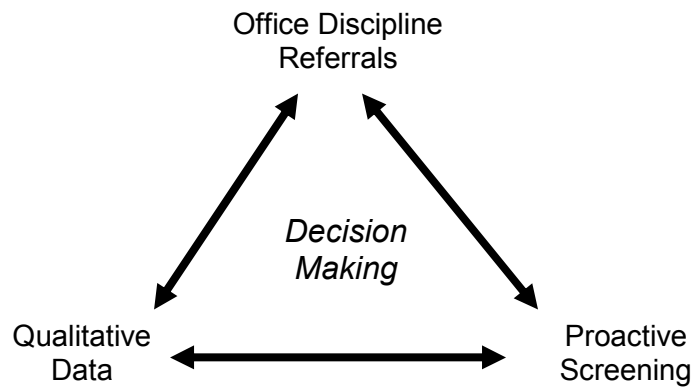 Office Discipline
Referrals
Decision
Making
Qualitative
Data
Proactive
Screening